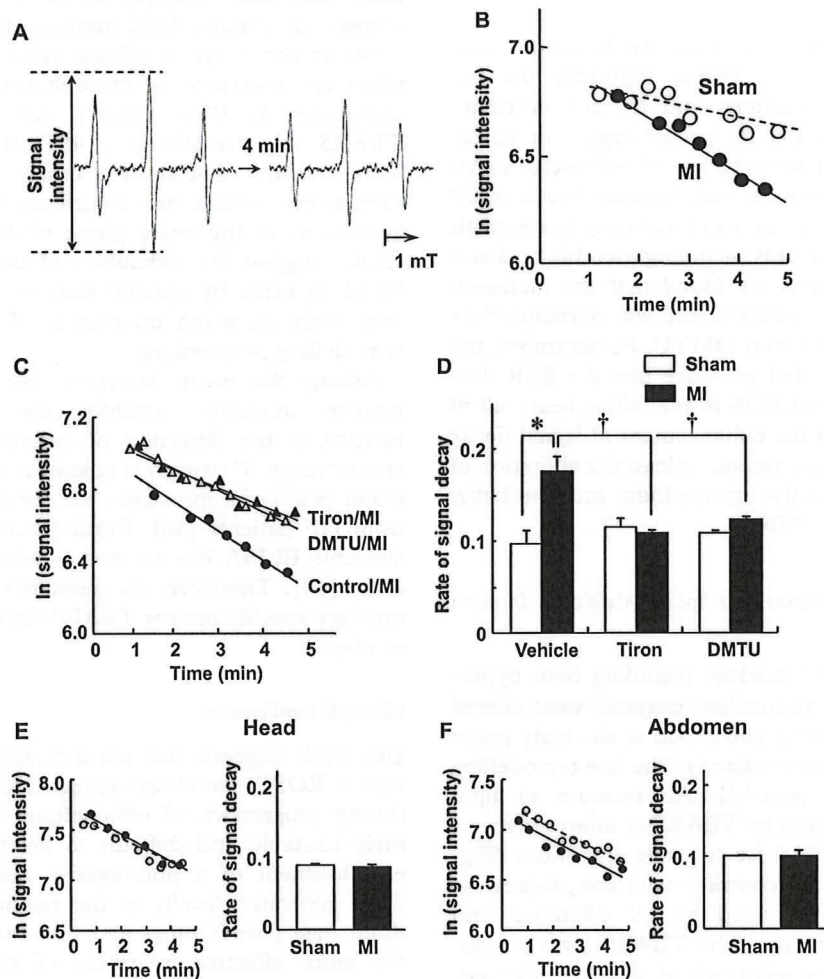 A
Signal
intensity
4 min
1 mT
B
ln (signal intensity)
7.0
6.5
6.0
Sham
MI
0 1 2 3 4 5
Time (min)
C
ln (signal intensity)
7.2
6.8
6.4
6.0
Tiron/MI
DMTU/MI
Control/MI
0 1 2 3 4 5
Time (min)
D
Sham
MI
Rate of signal decay
0.2
0.1
0
* † †
Vehicle Tiron DMTU
E
Head
ln (signal intensity)
8.0
7.5
7.0
6.5
0 1 2 3 4 5
Time (min)
Rate of signal decay
0.2
0.1
0
Sham MI
F
Abdomen
ln (signal intensity)
7.5
7.0
6.5
6.0
0 1 2 3 4 5
Time (min)
Rate of signal decay
0.2
0.1
0
Sham MI